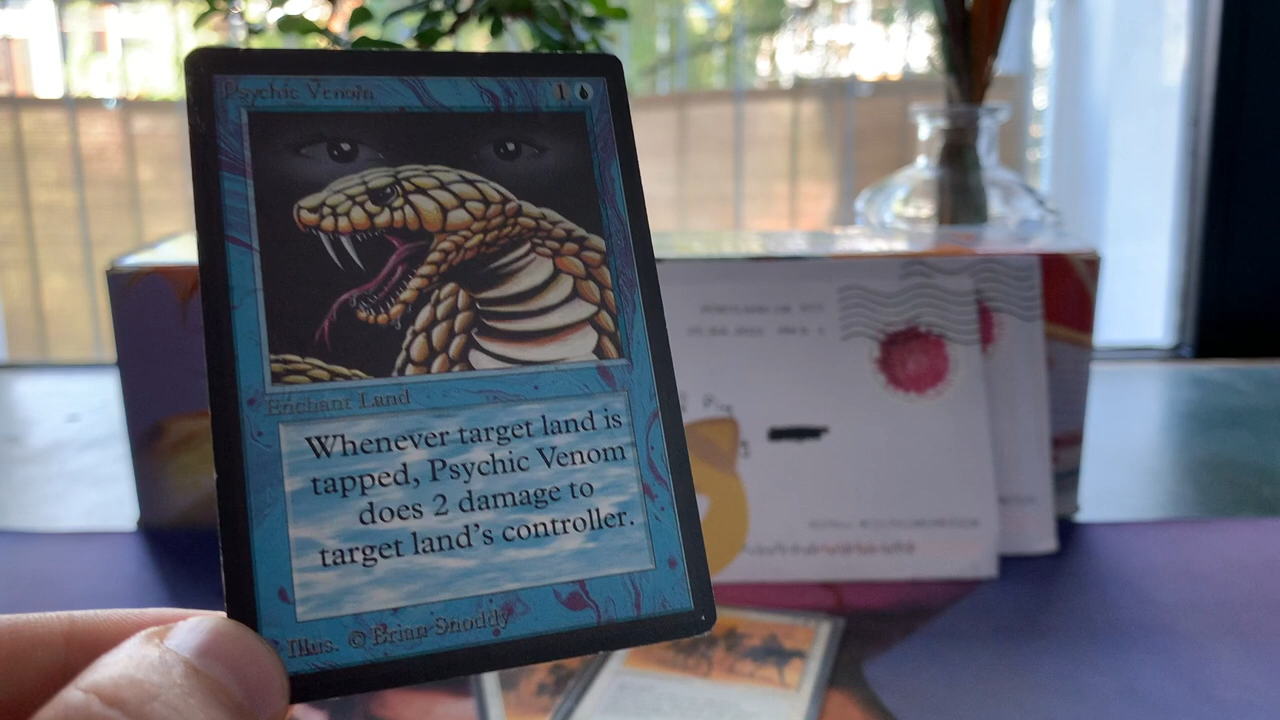 Psychic Venom 1
Enchant Land
Whenever target land is
tapped, Psychic Venom
does 2 damage to
target land's controller.
Illus. © Brian Snoddy